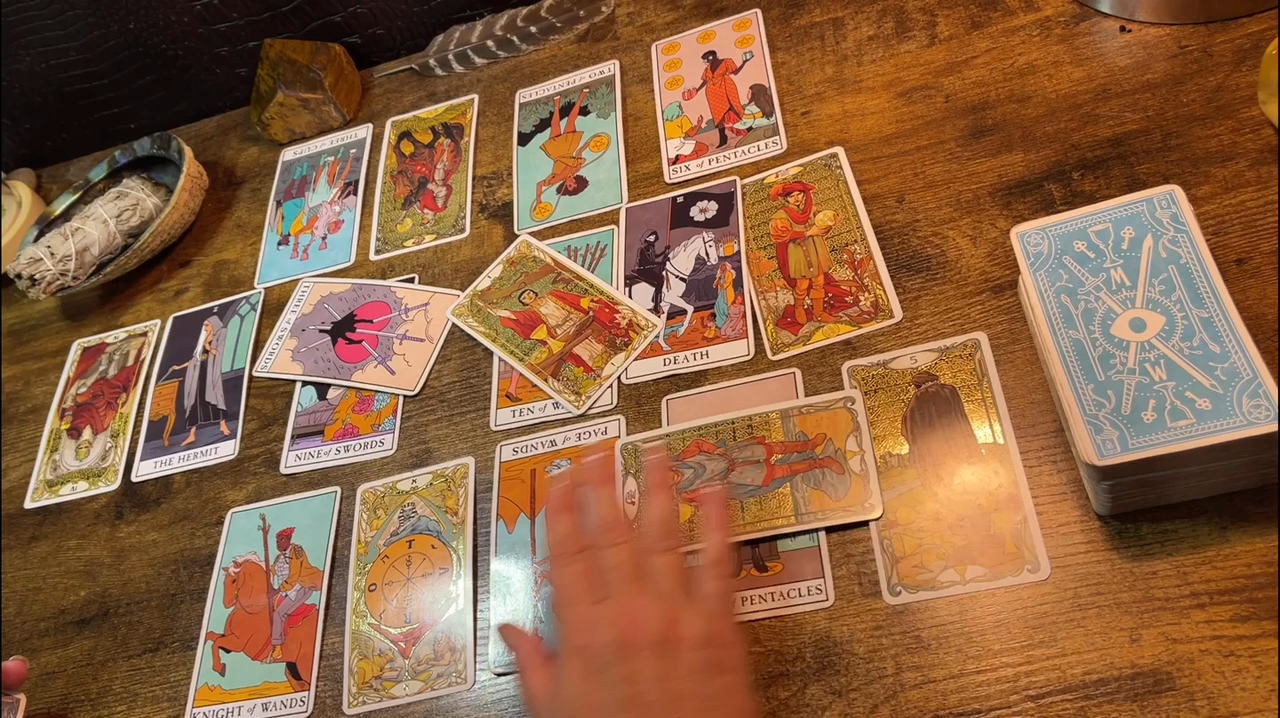 SIX of PENTACLES
TWO of PENTACLES
THREE of CUPS
DEATH
THREE of SWORDS
THE HERMIT
NINE of SWORDS
TEN of W
PAGE of WANDS
5
PENTACLES
KNIGHT of WANDS
M
W